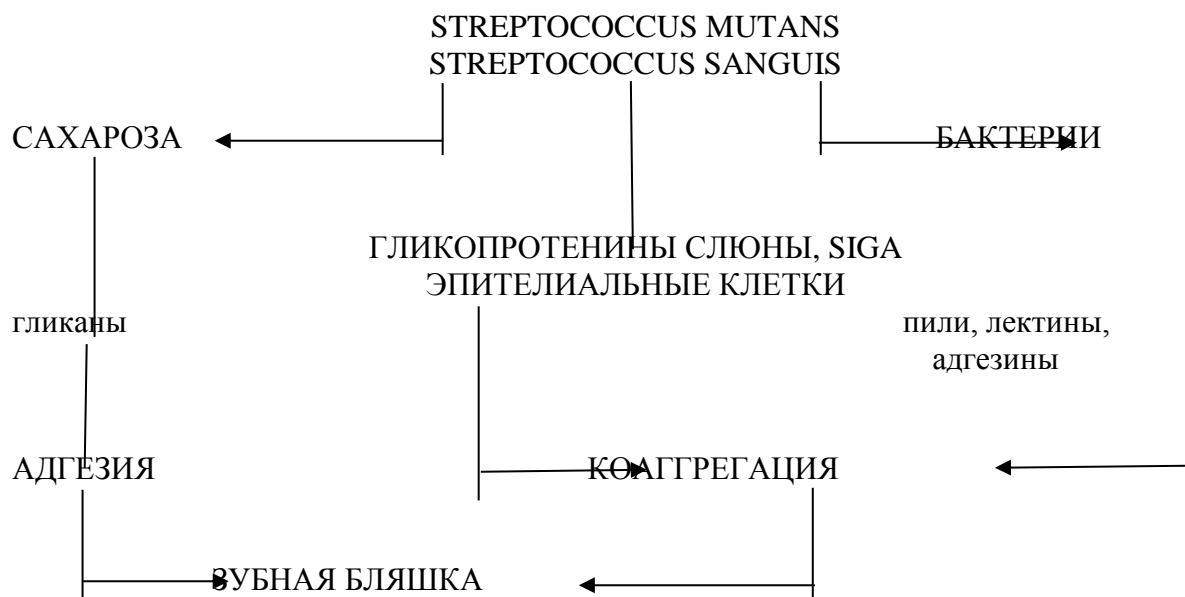 STREPTOCOCCUS MUTANS
STREPTOCOCCUS SANGUIS
САХАРОЗА
БАКТЕРИИ
ГЛИКОПРОТЕНИНЫ СЛЮНЫ, SIGA
ЭПИТЕЛИАЛЬНЫЕ КЛЕТКИ
гликаны
пили, лектины,
адгезины
АДГЕЗИЯ
КОАГГРЕГАЦИЯ
ЗУБНАЯ БЛЯШКА